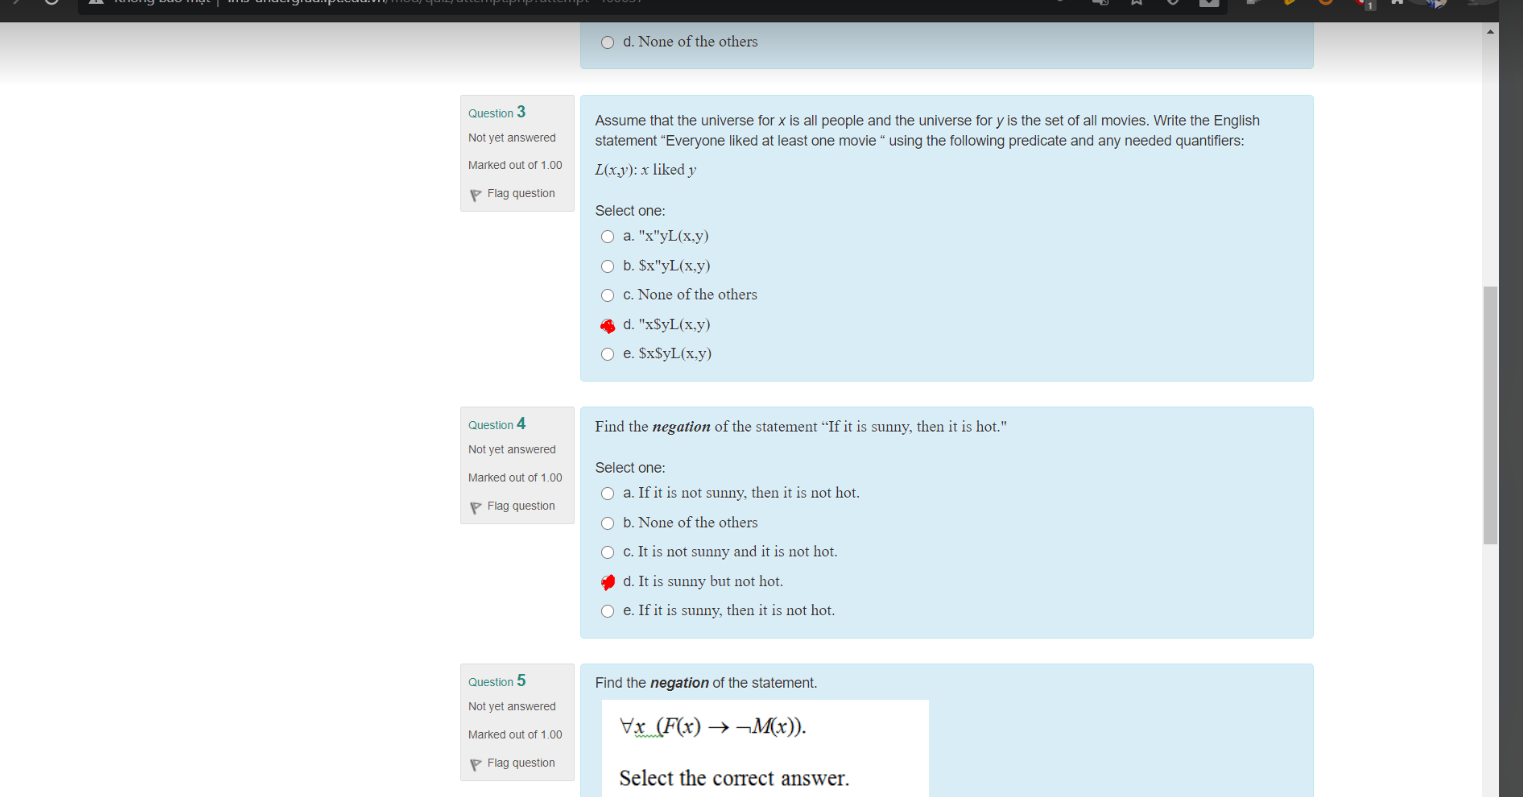 d. None of the others
Question 3
Not yet answered
Marked out of 1.00
Flag question
Assume that the universe for x is all people and the universe for y is the set of all movies. Write the English
statement “Everyone liked at least one movie “ using the following predicate and any needed quantifiers:
L(x,y): x liked y
Select one:
a. "x"yL(x,y)
b. $x"yL(x,y)
c. None of the others
d. "x$yL(x,y)
e. $x$yL(x,y)
Question 4
Not yet answered
Marked out of 1.00
Flag question
Find the negation of the statement “If it is sunny, then it is hot."
Select one:
a. If it is not sunny, then it is not hot.
b. None of the others
c. It is not sunny and it is not hot.
d. It is sunny but not hot.
e. If it is sunny, then it is not hot.
Question 5
Not yet answered
Marked out of 1.00
Flag question
Find the negation of the statement.
∀x (F(x) → ¬M(x)).
Select the correct answer.